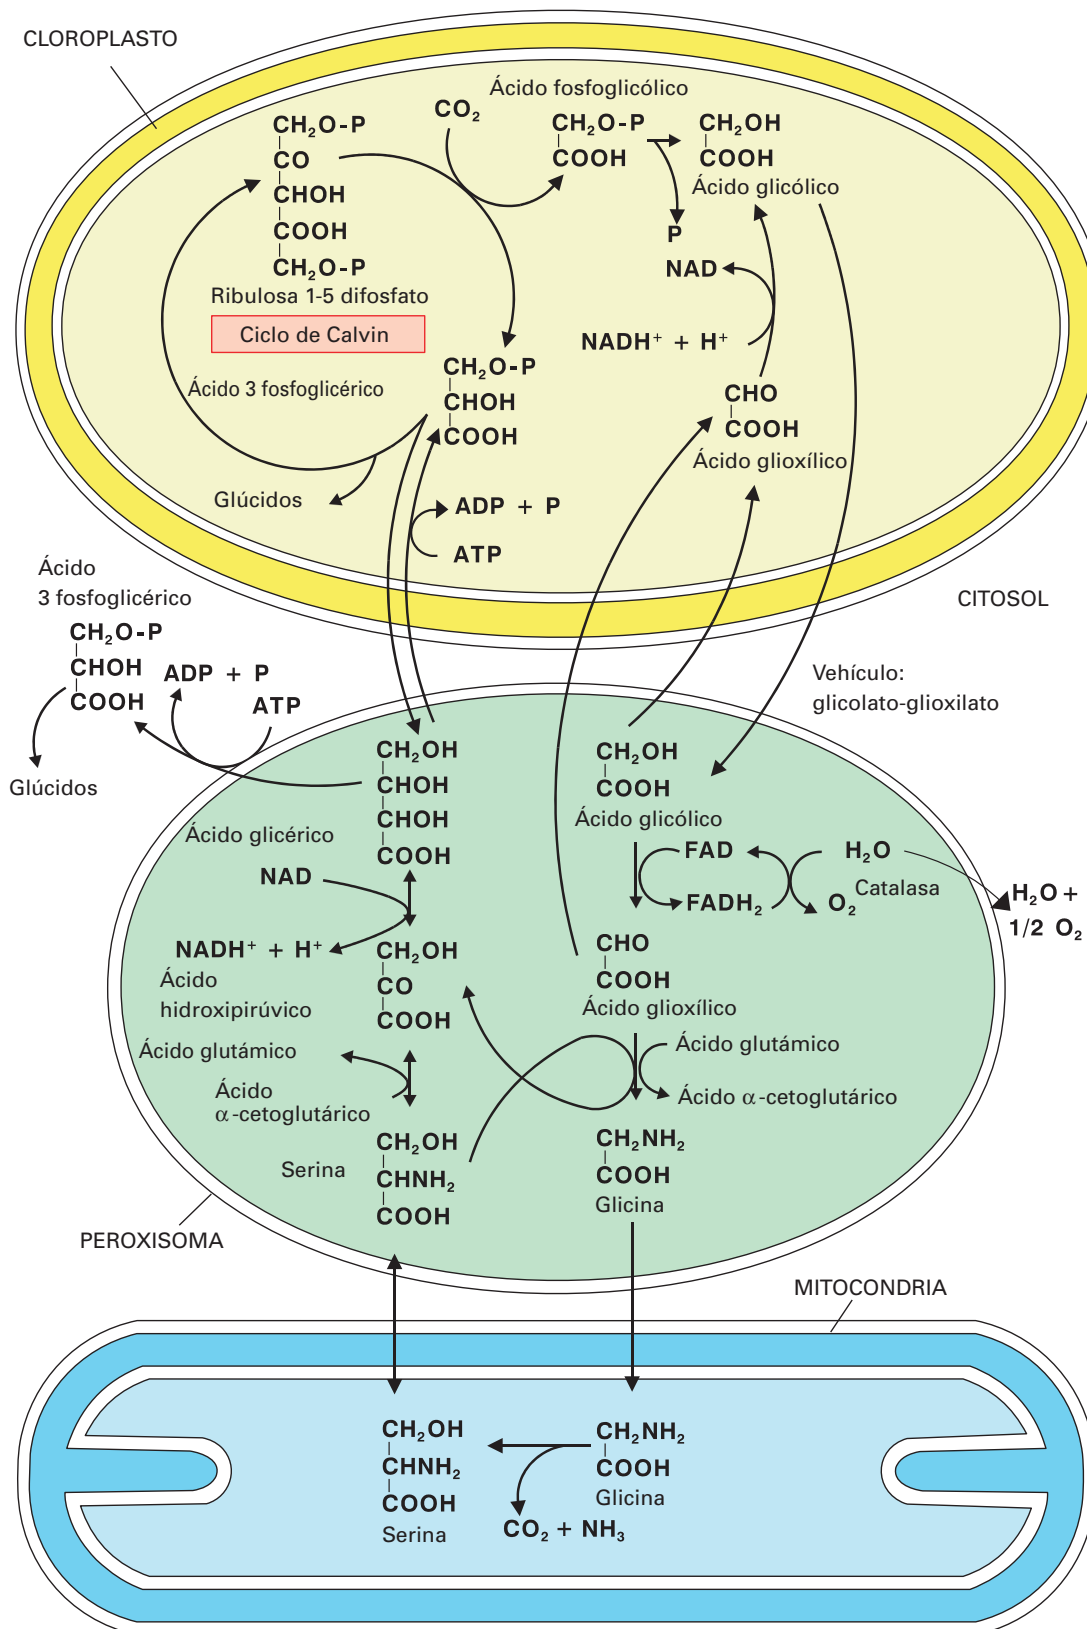 CLOROPLASTO
Ácido fosfoglicólico
CO₂
CH₂O-P
CO
CHOH
COOH
CH₂O-P
Ribulosa 1-5 difosfato
Ciclo de Calvin
CH₂O-P
COOH
CH₂OH
COOH
Ácido glicólico
P
NAD
NADH⁺ + H⁺
CHO
COOH
Ácido glioxílico
Ácido 3 fosfoglicérico
CH₂O-P
CHOH
COOH
Glúcidos
ADP + P
ATP
CITOSOL
Ácido
3 fosfoglicérico
CH₂O-P
CHOH
COOH
ADP + P
ATP
Glúcidos
Vehículo:
glicolato-glioxilato
CH₂OH
CHOH
CHOH
COOH
Ácido glicérico
NAD
NADH⁺ + H⁺
CH₂OH
CO
COOH
Ácido
hidroxipirúvico
Ácido glutámico
Ácido
α-cetoglutárico
CH₂OH
CHNH₂
COOH
Serina
CH₂OH
COOH
Ácido glicólico
FAD
FADH₂
H₂O
O₂
Catalasa
H₂O +
1/2 O₂
CHO
COOH
Ácido glioxílico
Ácido glutámico
Ácido α-cetoglutárico
CH₂NH₂
COOH
Glicina
PEROXISOMA
MITOCONDRIA
CH₂OH
CHNH₂
COOH
Serina
CH₂NH₂
COOH
Glicina
CO₂ + NH₃